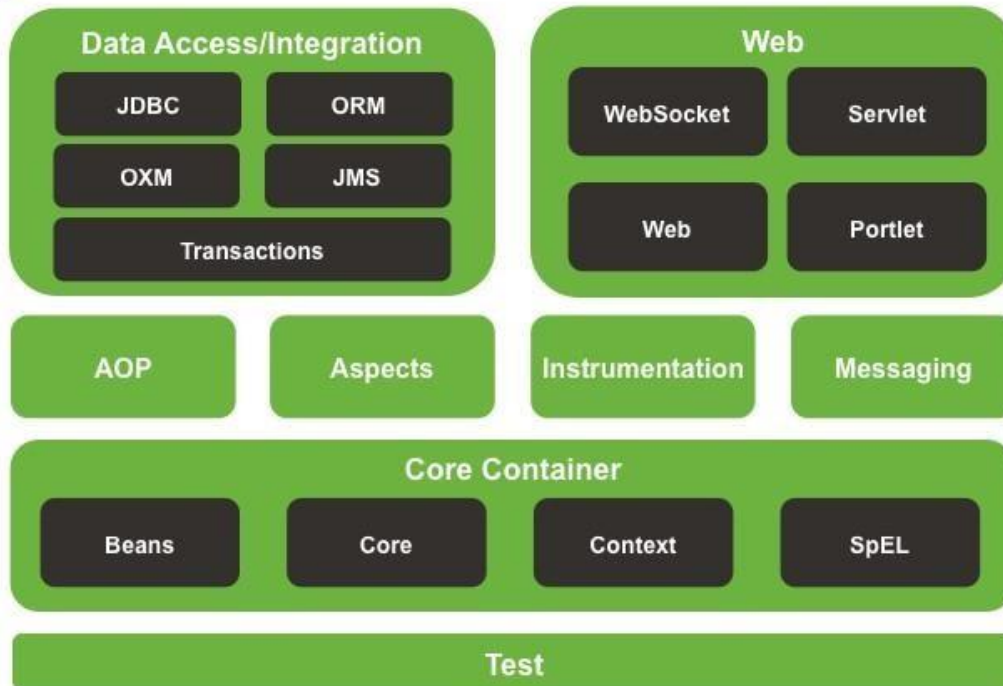 Data Access/Integration
JDBC
ORM
OXM
JMS
Transactions
Web
WebSocket
Servlet
Web
Portlet
AOP
Aspects
Instrumentation
Messaging
Core Container
Beans
Core
Context
SpEL
Test